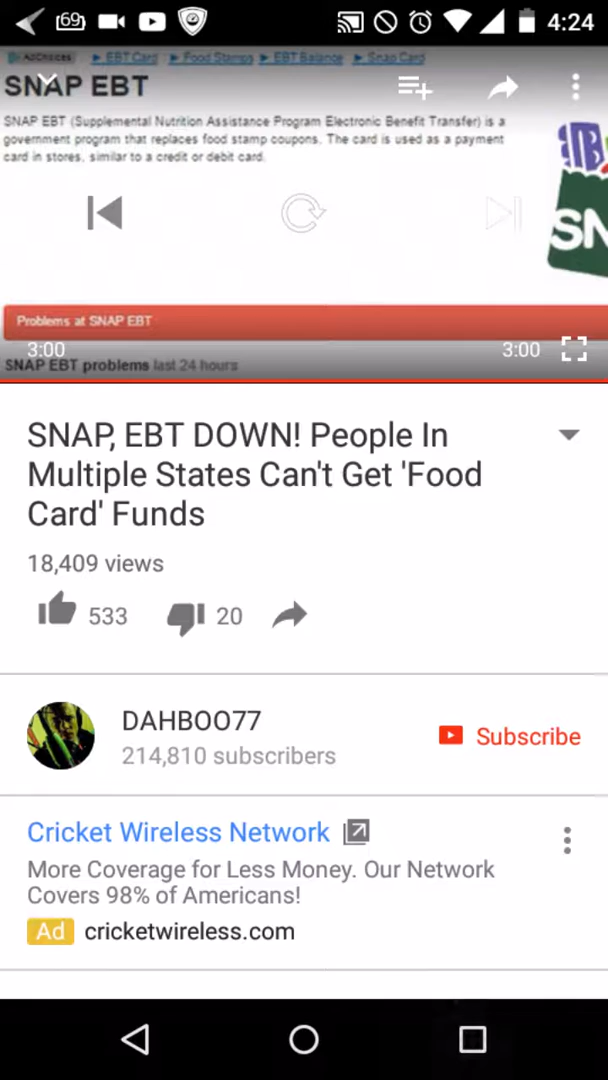 69
4:24
AdChoices ▶ EBT Card ▶ Food Stamps ▶ EBT Balance ▶ Snap Card
SNAP EBT
SNAP EBT (Supplemental Nutrition Assistance Program Electronic Benefit Transfer) is a
government program that replaces food stamp coupons. The card is used as a payment
card in stores, similar to a credit or debit card.
SN
Problems at SNAP EBT
3:00
3:00
SNAP EBT problems last 24 hours
SNAP, EBT DOWN! People In
Multiple States Can't Get 'Food
Card' Funds
18,409 views
533
20
DAHBOO77
214,810 subscribers
Subscribe
Cricket Wireless Network
More Coverage for Less Money. Our Network
Covers 98% of Americans!
Ad cricketwireless.com